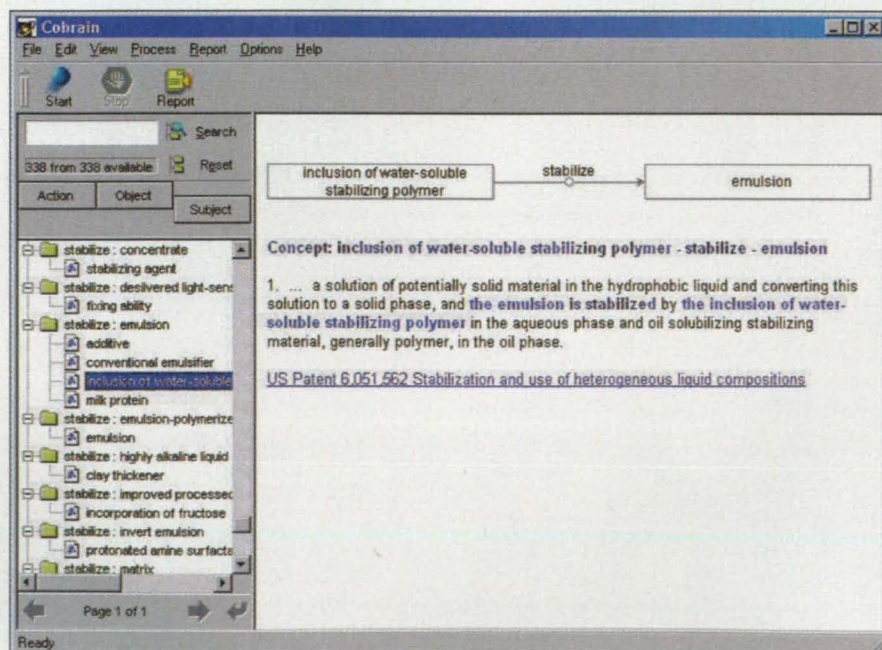 Cobrain
File Edit View Process Report Options Help
Start Stop Report
Search
338 from 338 available Reset
Action Object Subject
stabilize : concentrate
stabilizing agent
stabilize : desilvered light-sens
fixing ability
stabilize : emulsion
additive
conventional emulsifier
inclusion of water-soluble
milk protein
stabilize : emulsion-polymerize
emulsion
stabilize : highly alkaline liquid
clay thickener
stabilize : improved processed
incorporation of fructose
stabilize : invert emulsion
protonated amine surfacta
stabilize : matrix
Page 1 of 1
Ready
inclusion of water-soluble
stabilizing polymer
stabilize
emulsion
Concept: inclusion of water-soluble stabilizing polymer - stabilize - emulsion
1. ... a solution of potentially solid material in the hydrophobic liquid and converting this
solution to a solid phase, and the emulsion is stabilized by the inclusion of water-
soluble stabilizing polymer in the aqueous phase and oil solubilizing stabilizing
material, generally polymer, in the oil phase.
US Patent 6,051,562 Stabilization and use of heterogeneous liquid compositions